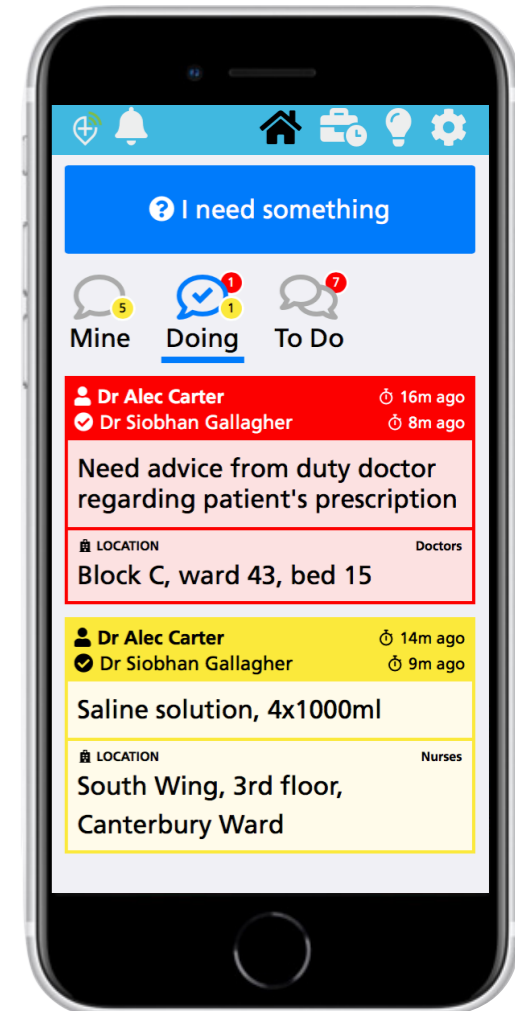 I need something
5
1
1
7
Mine Doing To Do
Dr Alec Carter 16m ago
Dr Siobhan Gallagher 8m ago
Need advice from duty doctor
regarding patient's prescription
LOCATION Doctors
Block C, ward 43, bed 15
Dr Alec Carter 14m ago
Dr Siobhan Gallagher 9m ago
Saline solution, 4x1000ml
LOCATION Nurses
South Wing, 3rd floor,
Canterbury Ward